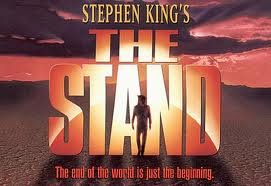 STEPHEN KING'S
THE
STAND
The end of the world is just the beginning.